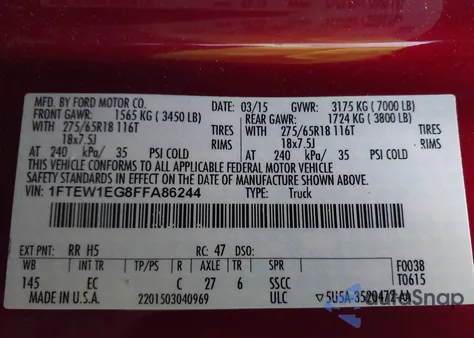 MFD. BY FORD MOTOR CO. DATE: 03/15 GVWR: 3175 KG ( 7000 LB)
FRONT GAWR: 1565 KG ( 3450 LB) REAR GAWR: 1724 KG ( 3800 LB)
WITH 275/65R18 116T TIRES WITH 275/65R18 116T TIRES
18x7.5J RIMS 18x7.5J RIMS
AT 240 kPa/ 35 PSI COLD AT 240 kPa/ 35 PSI COLD
THIS VEHICLE CONFORMS TO ALL APPLICABLE FEDERAL MOTOR VEHICLE
SAFETY STANDARDS IN EFFECT ON THE DATE OF MANUFACTURE SHOWN ABOVE.
VIN: 1FTEW1EG8FFA86244 TYPE: Truck
EXT PNT: RR H5 RC: 47 DSO: F0038
WB INT TR TP/PS R AXLE TR SPR T0615
145 EC C 27 6 SSCC
MADE IN U.S.A. 2201503040969 ULC ▽5U5A-3520472-AA
AutoSnap